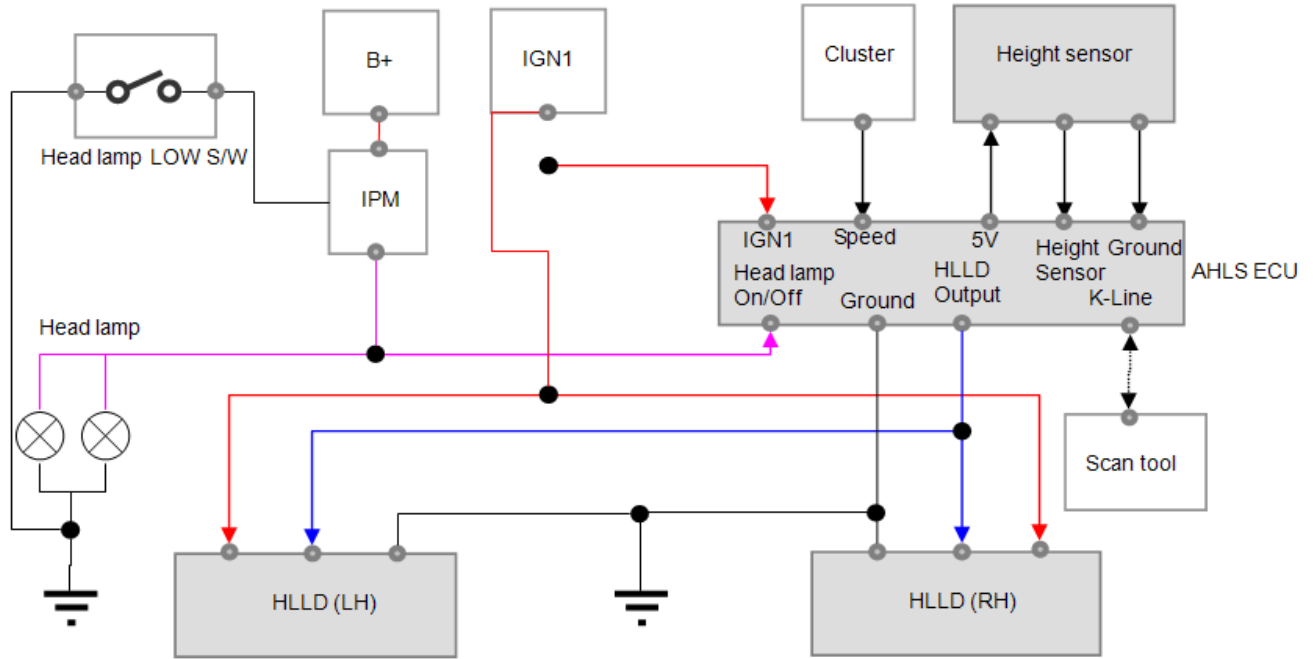 B+
IGN1
Cluster
Height sensor
Head lamp LOW S/W
IPM
IGN1
Speed
5V
Height
Sensor
Ground
Head lamp
On/Off
Ground
HLLD
Output
K-Line
AHLS ECU
Head lamp
Scan tool
HLLD (LH)
HLLD (RH)